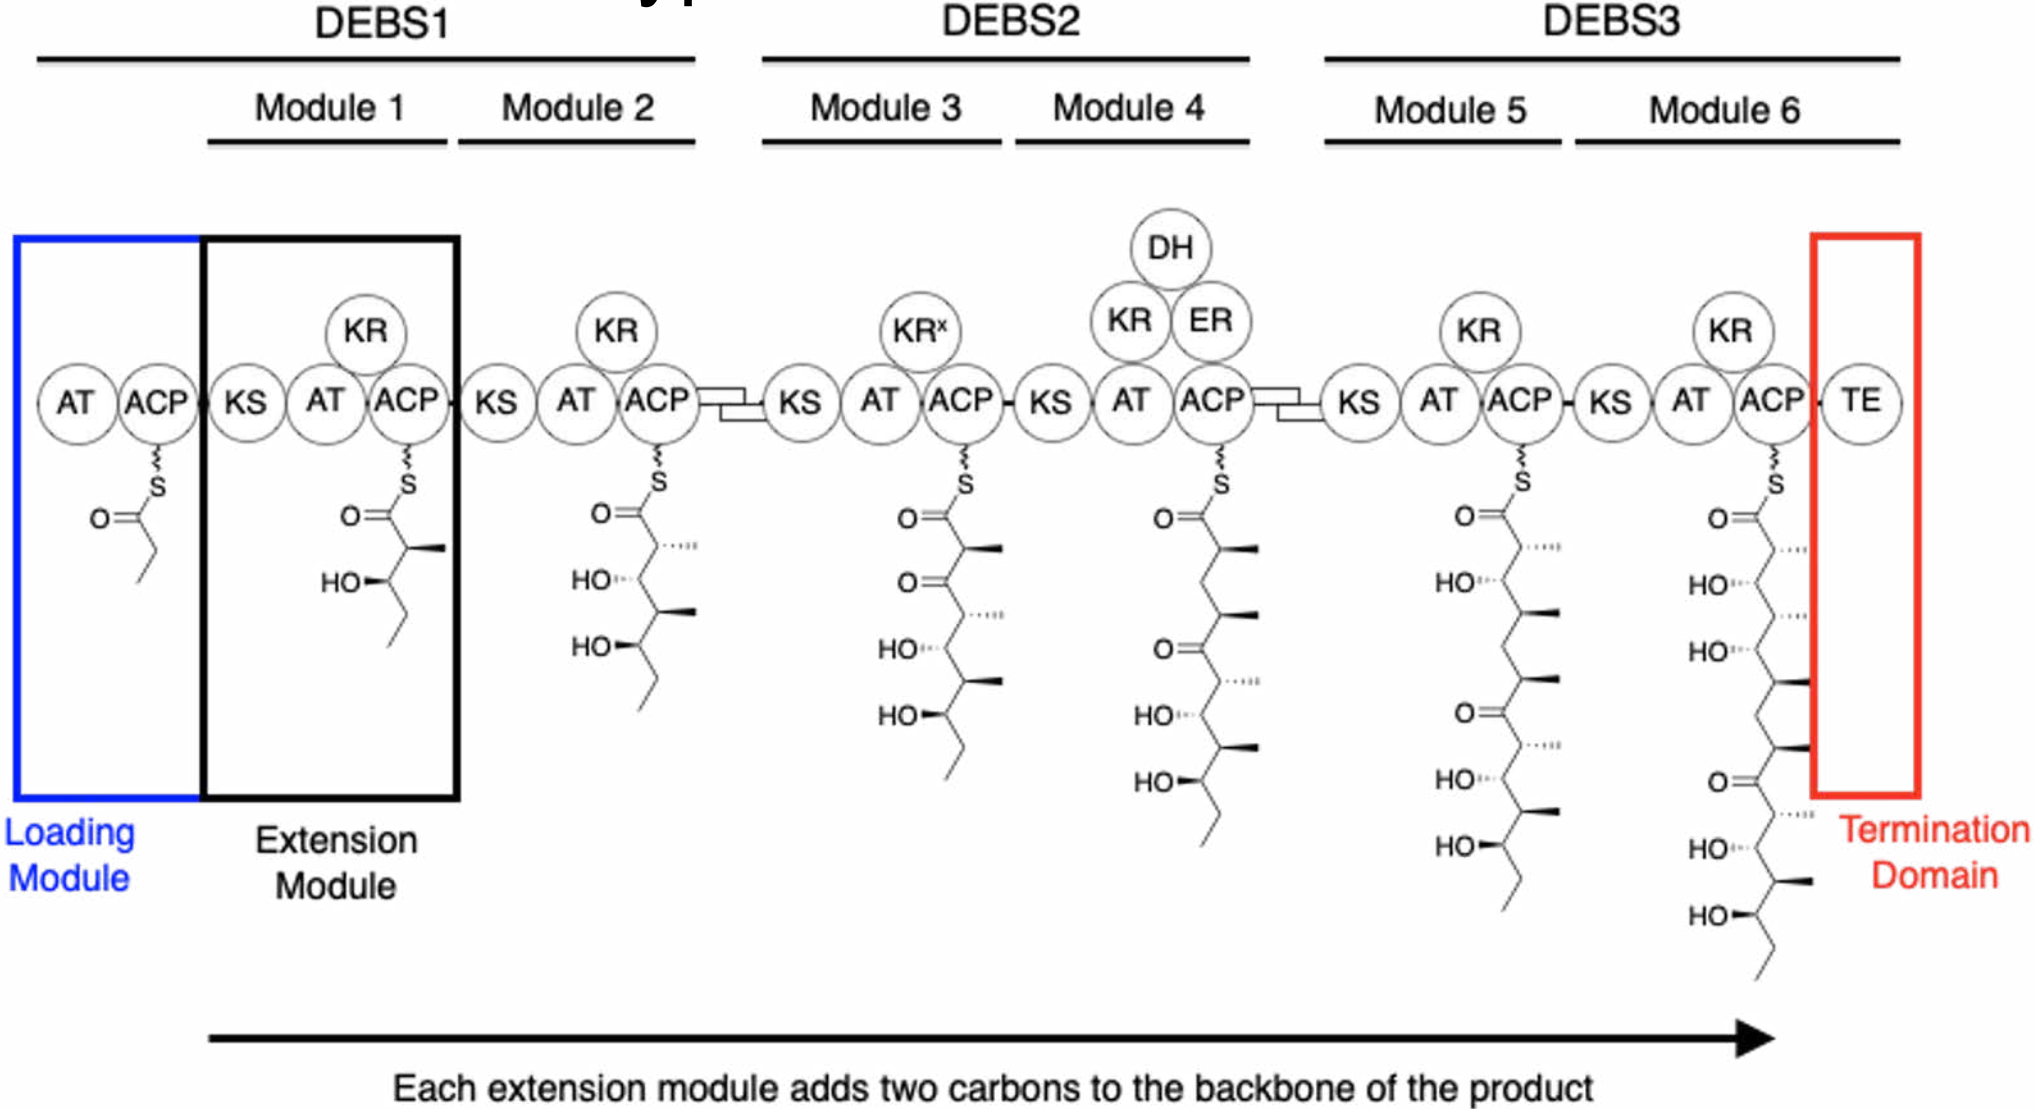 DEBS1 DEBS2 DEBS3
Module 1 Module 2 Module 3 Module 4 Module 5 Module 6
DH
KR KR KRx KR ER KR KR
AT ACP KS AT ACP KS AT ACP KS AT ACP KS AT ACP KS AT ACP KS AT ACP TE
S S S S S S S
O O O O O O O
HO HO O HO HO
HO HO O O HO
HO HO O O
HO HO HO
HO HO
Loading Module
Extension Module
Termination Domain
Each extension module adds two carbons to the backbone of the product